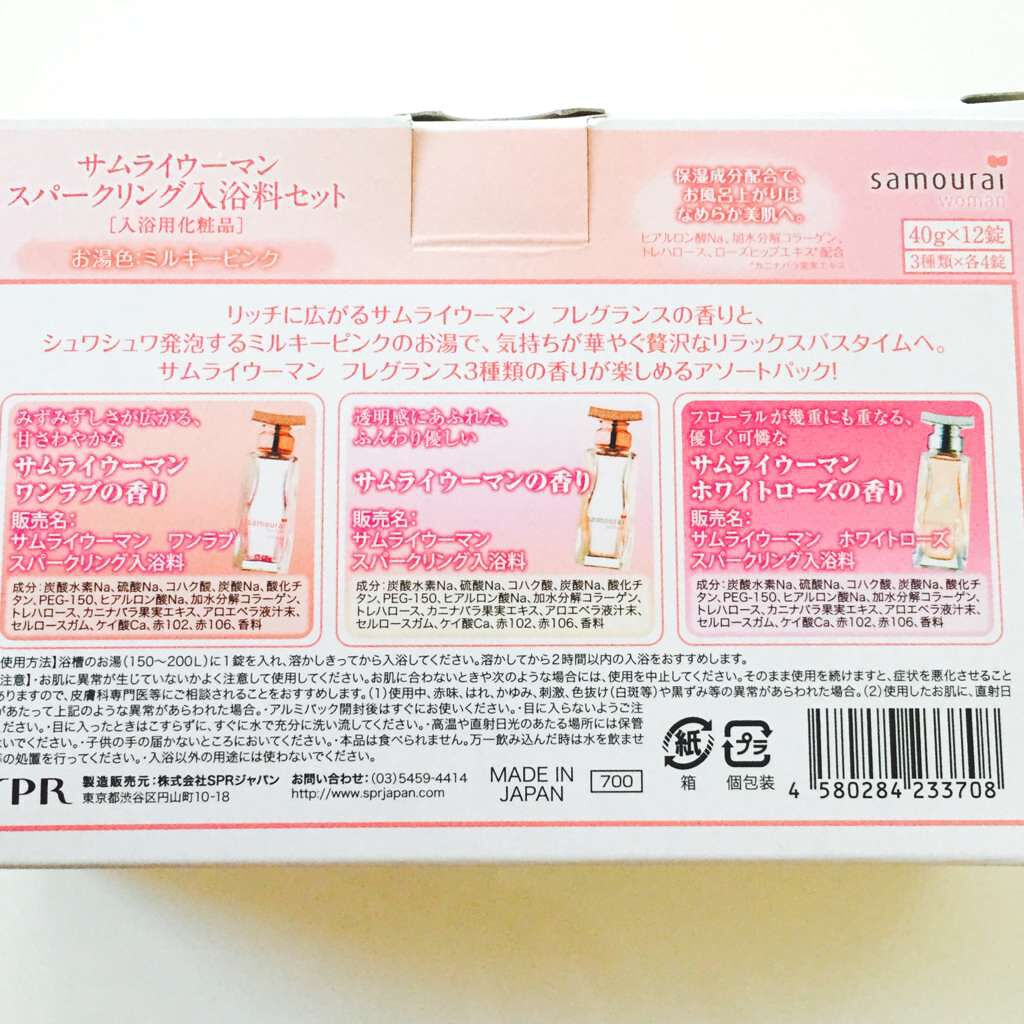 サムライウーマン
スパークリング入浴料セット
[入浴用化粧品]
お湯色:ミルキーピンク
保湿成分配合で、
お風呂上がりは
なめらか美肌へ。
ヒアルロン酸Na、加水分解コラーゲン、
トレハロース、ローズヒップエキス*配合
*カニナバラ果実エキス
samourai
woman
40g×12錠
3種類×各4錠
リッチに広がるサムライウーマン フレグランスの香りと、
シュワシュワ発泡するミルキーピンクのお湯で、気持ちが華やぐ贅沢なリラックスバスタイムへ。
サムライウーマン フレグランス3種類の香りが楽しめるアソートパック!
みずみずしさが広がる、
甘さわやかな
サムライウーマン
ワンラブの香り
販売名:
サムライウーマン ワンラブ
スパークリング入浴料
samourai
成分:炭酸水素Na、硫酸Na、コハク酸、炭酸Na、酸化チ
タン、PEG-150、ヒアルロン酸Na、加水分解コラーゲン、
トレハロース、カニナバラ果実エキス、アロエベラ液汁末、
セルロースガム、ケイ酸Ca、赤102、赤106、香料
透明感にあふれた、
ふんわり優しい
サムライウーマンの香り
販売名:
サムライウーマン
スパークリング入浴料
samourai
成分:炭酸水素Na、硫酸Na、コハク酸、炭酸Na、酸化チ
タン、PEG-150、ヒアルロン酸Na、加水分解コラーゲン、
トレハロース、カニナバラ果実エキス、アロエベラ液汁末、
セルロースガム、ケイ酸Ca、赤102、赤106、香料
フローラルが幾重にも重なる、
優しく可憐な
サムライウーマン
ホワイトローズの香り
販売名:
サムライウーマン ホワイトローズ
スパークリング入浴料
成分:炭酸水素Na、硫酸Na、コハク酸、炭酸Na、酸化チ
タン、PEG-150、ヒアルロン酸Na、加水分解コラーゲン、
トレハロース、カニナバラ果実エキス、アロエベラ液汁末、
セルロースガム、ケイ酸Ca、赤102、赤106、香料
使用方法】浴槽のお湯(150〜200L)に1錠を入れ、溶かしきってから入浴してください。溶かしてから2時間以内の入浴をおすすめします。
注意】・お肌に異常が生じていないかよく注意して使用してください。お肌に合わないときや次のような場合には、使用を中止してください。そのまま使用を続けますと、症状を悪化させること
ありますので、皮膚科専門医等にご相談されることをおすすめします。(1)使用中、赤味、はれ、かゆみ、刺激、色抜け(白斑等)や黒ずみ等の異常があらわれた場合。(2)使用したお肌に、直射日
があたって上記のような異常があらわれた場合。・アルミパック開封後はすぐにお使いください。・目に入らないようご注
ださい。・目に入ったときはこすらずに、すぐに水で充分に洗い流してください。・高温や直射日光のあたる場所には保管
ないでください。・子供の手の届かないところにおいてください。・本品は食べられません。万一飲み込んだ時は水を飲ませ
等の処置を行ってください。・入浴以外の用途には使わないでください。
SPR
製造販売元:株式会社SPRジャパン お問い合わせ:(03)5459-4414
東京都渋谷区円山町10-18 http://www.sprjapan.com
MADE IN
JAPAN
700
紙
箱
プラ
個包装
4 580284 233708